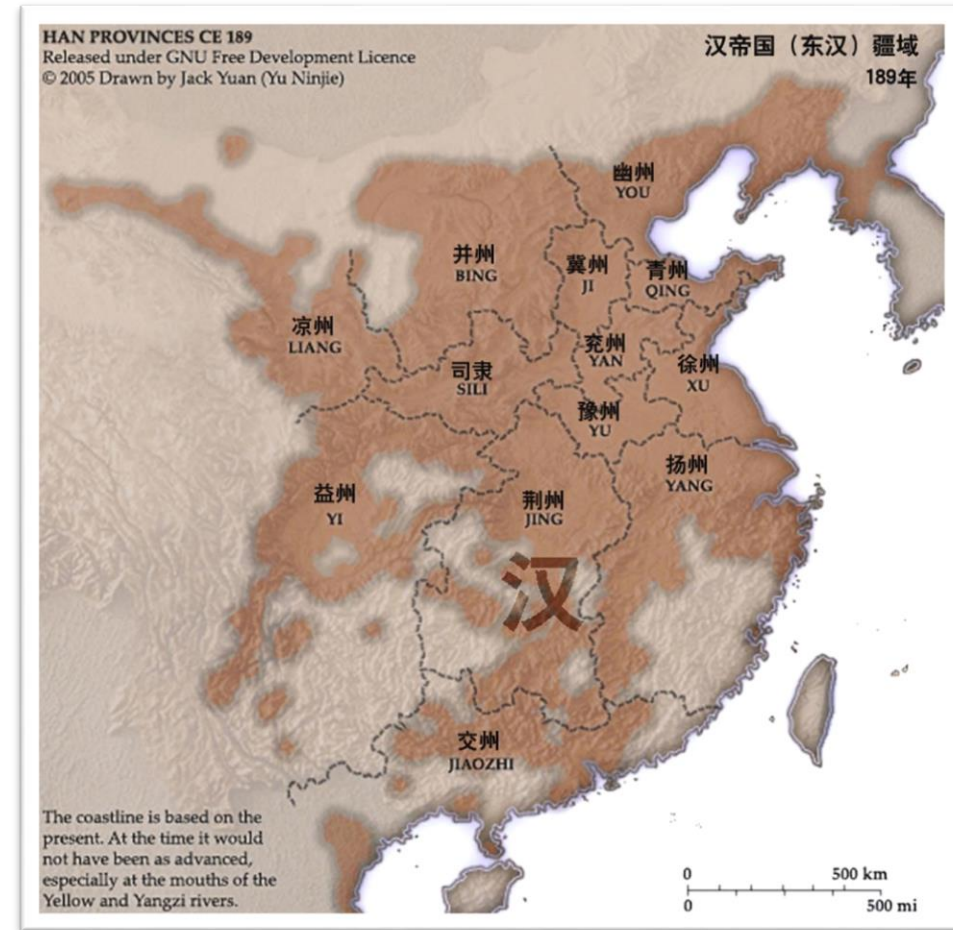 HAN PROVINCES CE 189
Released under GNU Free Development Licence
© 2005 Drawn by Jack Yuan (Yu Ninjie)
汉帝国（东汉）疆域
189年
幽州
YOU
并州
BING
冀州
JI
青州
QING
凉州
LIANG
兖州
YAN
司隶
SILI
徐州
XU
豫州
YU
扬州
YANG
益州
YI
荆州
JING
汉
交州
JIAOZHI
The coastline is based on the
present. At the time it would
not have been as advanced,
especially at the mouths of the
Yellow and Yangzi rivers.
0 500 km
0 500 mi